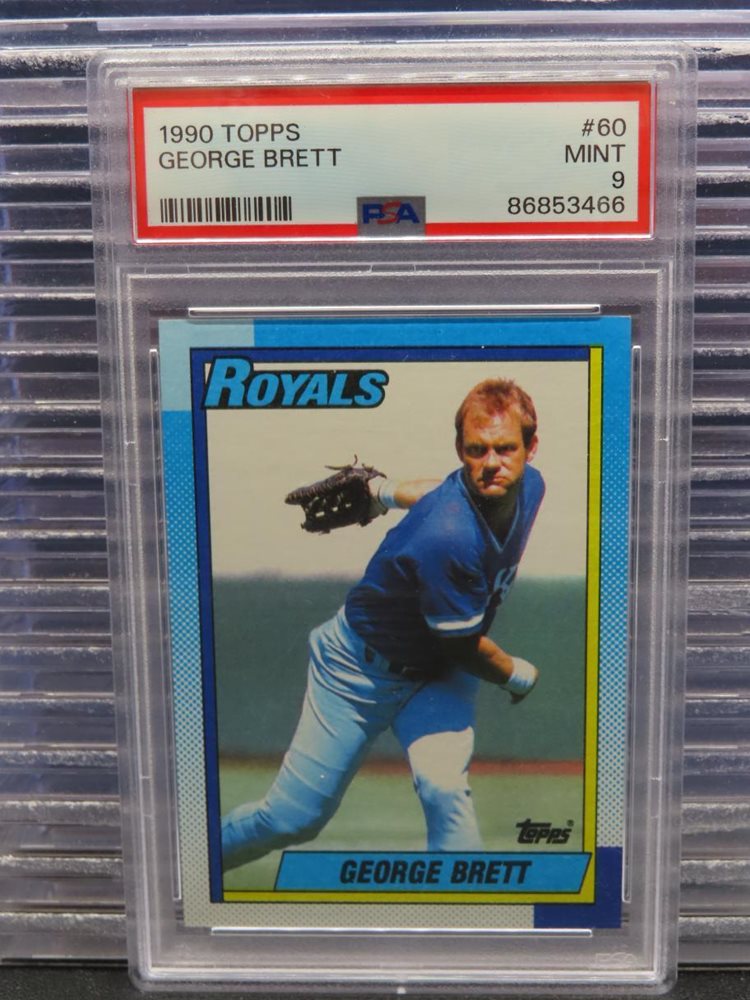 1990 TOPPS #60
GEORGE BRETT MINT
9
PSA 86853466
ROYALS
topps®
GEORGE BRETT